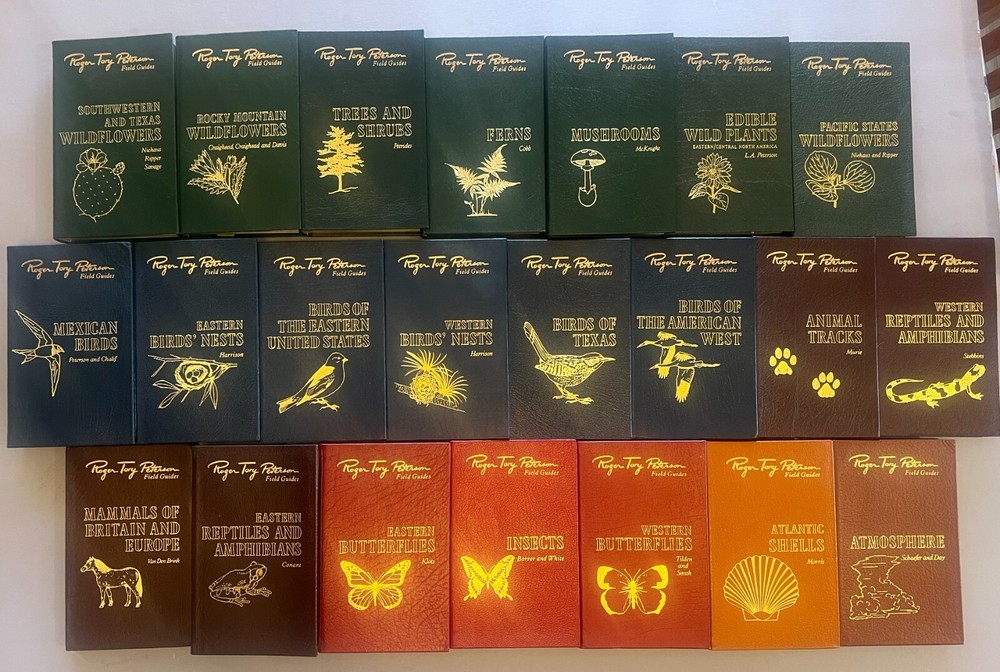 Roger Tory Peterson
Field Guides
SOUTHWESTERN
AND TEXAS
WILDFLOWERS
Niehaus
Ripper
Savage
Roger Tory Peterson
Field Guides
ROCKY MOUNTAIN
WILDFLOWERS
Craighead, Craighead and Davis
Roger Tory Peterson
Field Guides
TREES AND
SHRUBS
Petrides
Roger Tory Peterson
Field Guides
FERNS
Cobb
Roger Tory Peterson
Field Guides
MUSHROOMS
McKnight
Roger Tory Peterson
Field Guides
EDIBLE
WILD PLANTS
EASTERN/CENTRAL NORTH AMERICA
L.A. Peterson
Roger Tory Peterson
Field Guides
PACIFIC STATES
WILDFLOWERS
Niehaus and Ripper
Roger Tory Peterson
Field Guides
MEXICAN
BIRDS
Peterson and Chalif
Roger Tory Peterson
Field Guides
EASTERN
BIRDS' NESTS
Harrison
Roger Tory Peterson
Field Guides
BIRDS OF
THE EASTERN
UNITED STATES
Roger Tory Peterson
Field Guides
WESTERN
BIRDS' NESTS
Harrison
Roger Tory Peterson
Field Guides
BIRDS OF
TEXAS
Roger Tory Peterson
Field Guides
BIRDS OF
THE AMERICAN
WEST
Roger Tory Peterson
Field Guides
ANIMAL
TRACKS
Murie
Roger Tory Peterson
Field Guides
WESTERN
REPTILES AND
AMPHIBIANS
Stebbins
Roger Tory Peterson
Field Guides
MAMMALS OF
BRITAIN AND
EUROPE
Van Den Brink
Roger Tory Peterson
Field Guides
EASTERN
REPTILES AND
AMPHIBIANS
Conant
Roger Tory Peterson
Field Guides
EASTERN
BUTTERFLIES
Klots
Roger Tory Peterson
Field Guides
INSECTS
Borror and White
Roger Tory Peterson
Field Guides
WESTERN
BUTTERFLIES
Tilden
and
Smith
Roger Tory Peterson
Field Guides
ATLANTIC
SHELLS
Morris
Roger Tory Peterson
Field Guides
ATMOSPHERE
Schaefer and Day